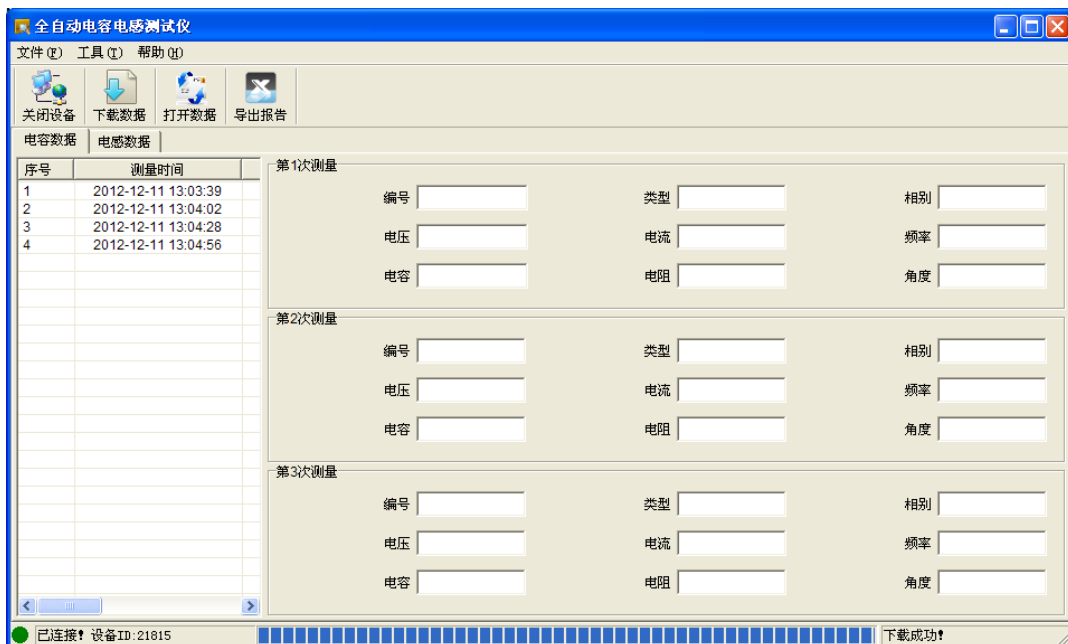 全自动电容电感测试仪
文件(F) 工具(T) 帮助(H)
关闭设备 下载数据 打开数据 导出报告
电容数据 电感数据
序号 测量时间
1 2012-12-11 13:03:39
2 2012-12-11 13:04:02
3 2012-12-11 13:04:28
4 2012-12-11 13:04:56
第1次测量
编号 类型 相别
电压 电流 频率
电容 电阻 角度
第2次测量
编号 类型 相别
电压 电流 频率
电容 电阻 角度
第3次测量
编号 类型 相别
电压 电流 频率
电容 电阻 角度
已连接! 设备ID:21815 下载成功!